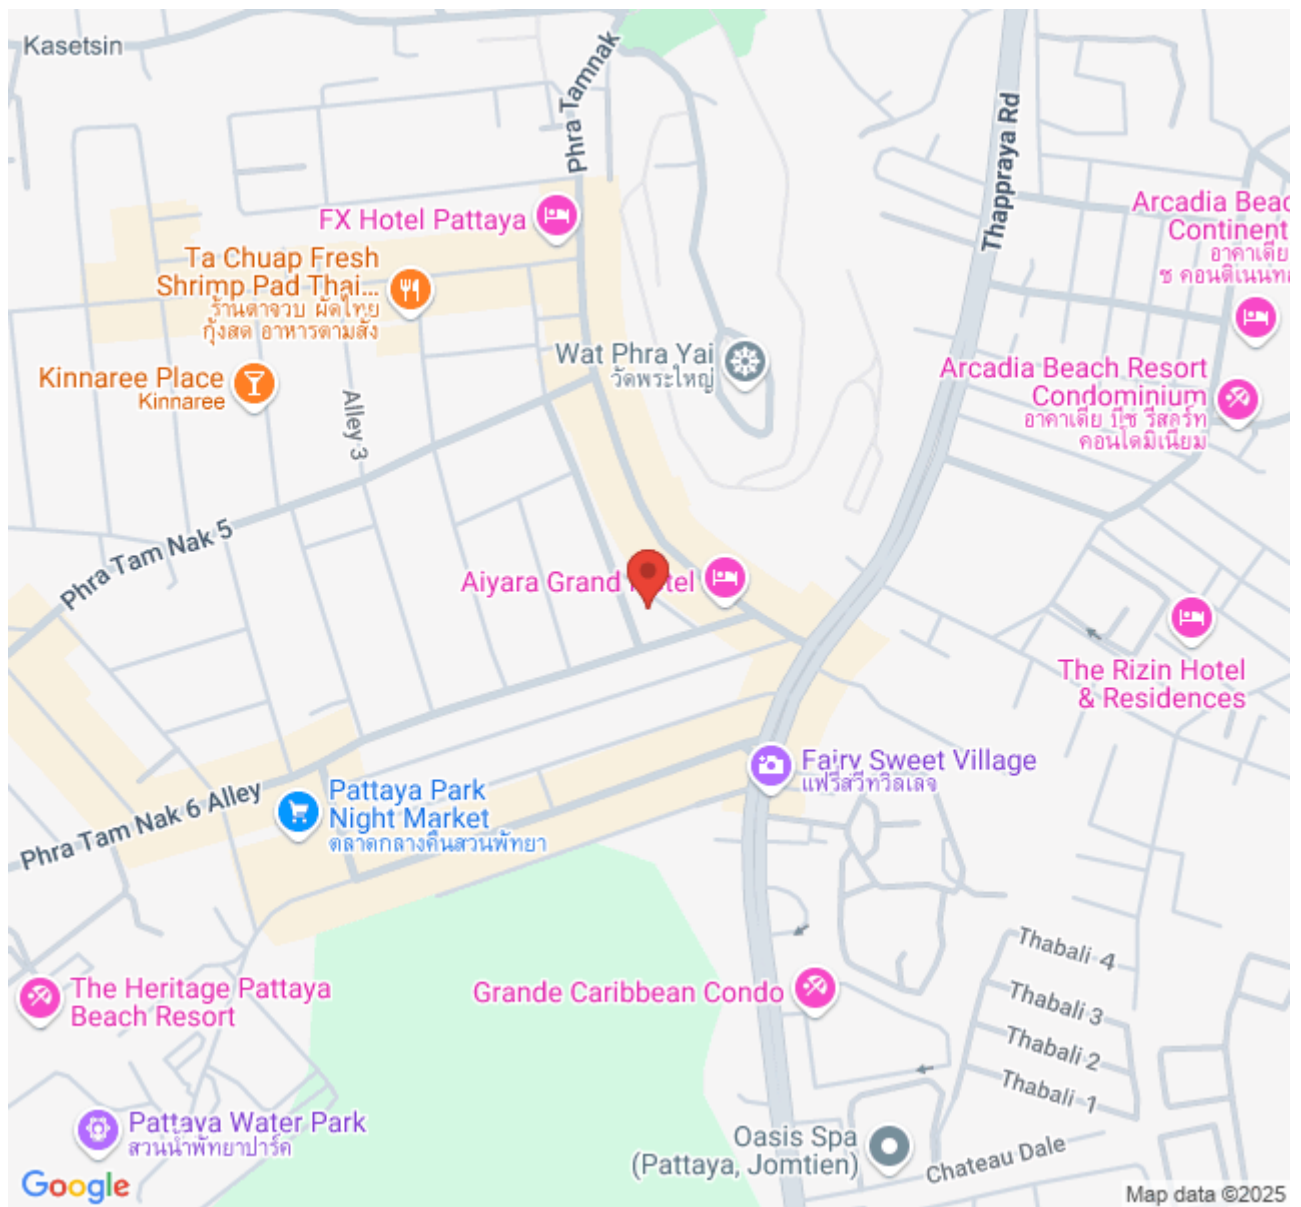 Kasetsin
Phra Tamnak
Thappraya Rd
FX Hotel Pattaya
Ta Chuap Fresh
Shrimp Pad Thai...
ร้านตาจวบ ผัดไทย
กุ้งสด อาหารตามสั่ง
Arcadia Beac
Continent
อาคาเดีย
ช คอนติเนนทอ
Wat Phra Yai
วัดพระใหญ่
Kinnaree Place
Kinnaree
Alley 3
Arcadia Beach Resort
Condominium
อาคาเดีย บีช รีสอร์ท
คอนโดมิเนียม
Phra Tam Nak 5
Aiyara Grand Hotel
The Rizin Hotel
& Residences
Fairy Sweet Village
แฟรี่สวีทวิลเลจ
Phra Tam Nak 6 Alley
Pattaya Park
Night Market
ตลาดกลางคืนสวนพัทยา
The Heritage Pattaya
Beach Resort
Grande Caribbean Condo
Thabali 4
Thabali 3
Thabali 2
Thabali 1
Pattaya Water Park
สวนน้ำพัทยาปาร์ค
Oasis Spa
(Pattaya, Jomtien)
Chateau Dale
Google
Map data ©2025